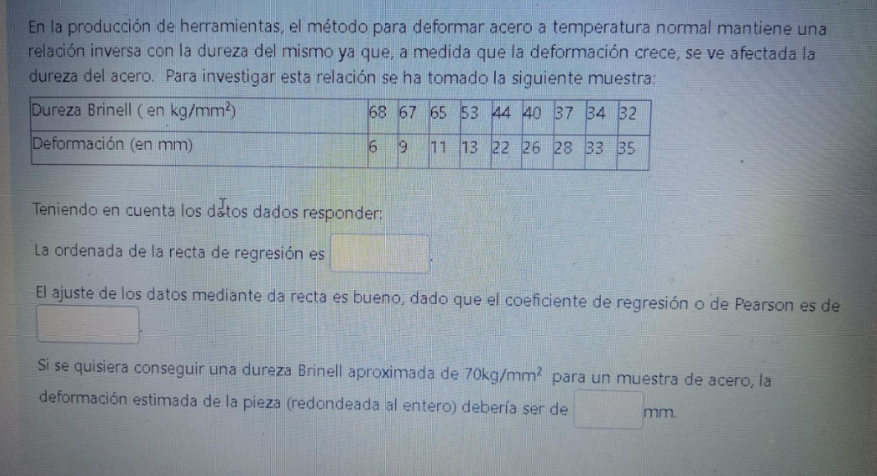 En la producción de herramientas, el método para deformar acero a temperatura normal mantiene una
relación inversa con la dureza del mismo ya que, a medida que la deformación crece, se ve afectada la
dureza del acero. Para investigar esta relación se ha tomado la siguiente muestra:
Dureza Brinell ( en kg/mm²) 68 67 65 53 44 40 37 34 32
Deformación (en mm) 6 9 11 13 22 26 28 33 35
Teniendo en cuenta los datos dados responder:
La ordenada de la recta de regresión es .
El ajuste de los datos mediante da recta es bueno, dado que el coeficiente de regresión o de Pearson es de
.
Si se quisiera conseguir una dureza Brinell aproximada de 70kg/mm² para un muestra de acero, la
deformación estimada de la pieza (redondeada al entero) debería ser de mm.